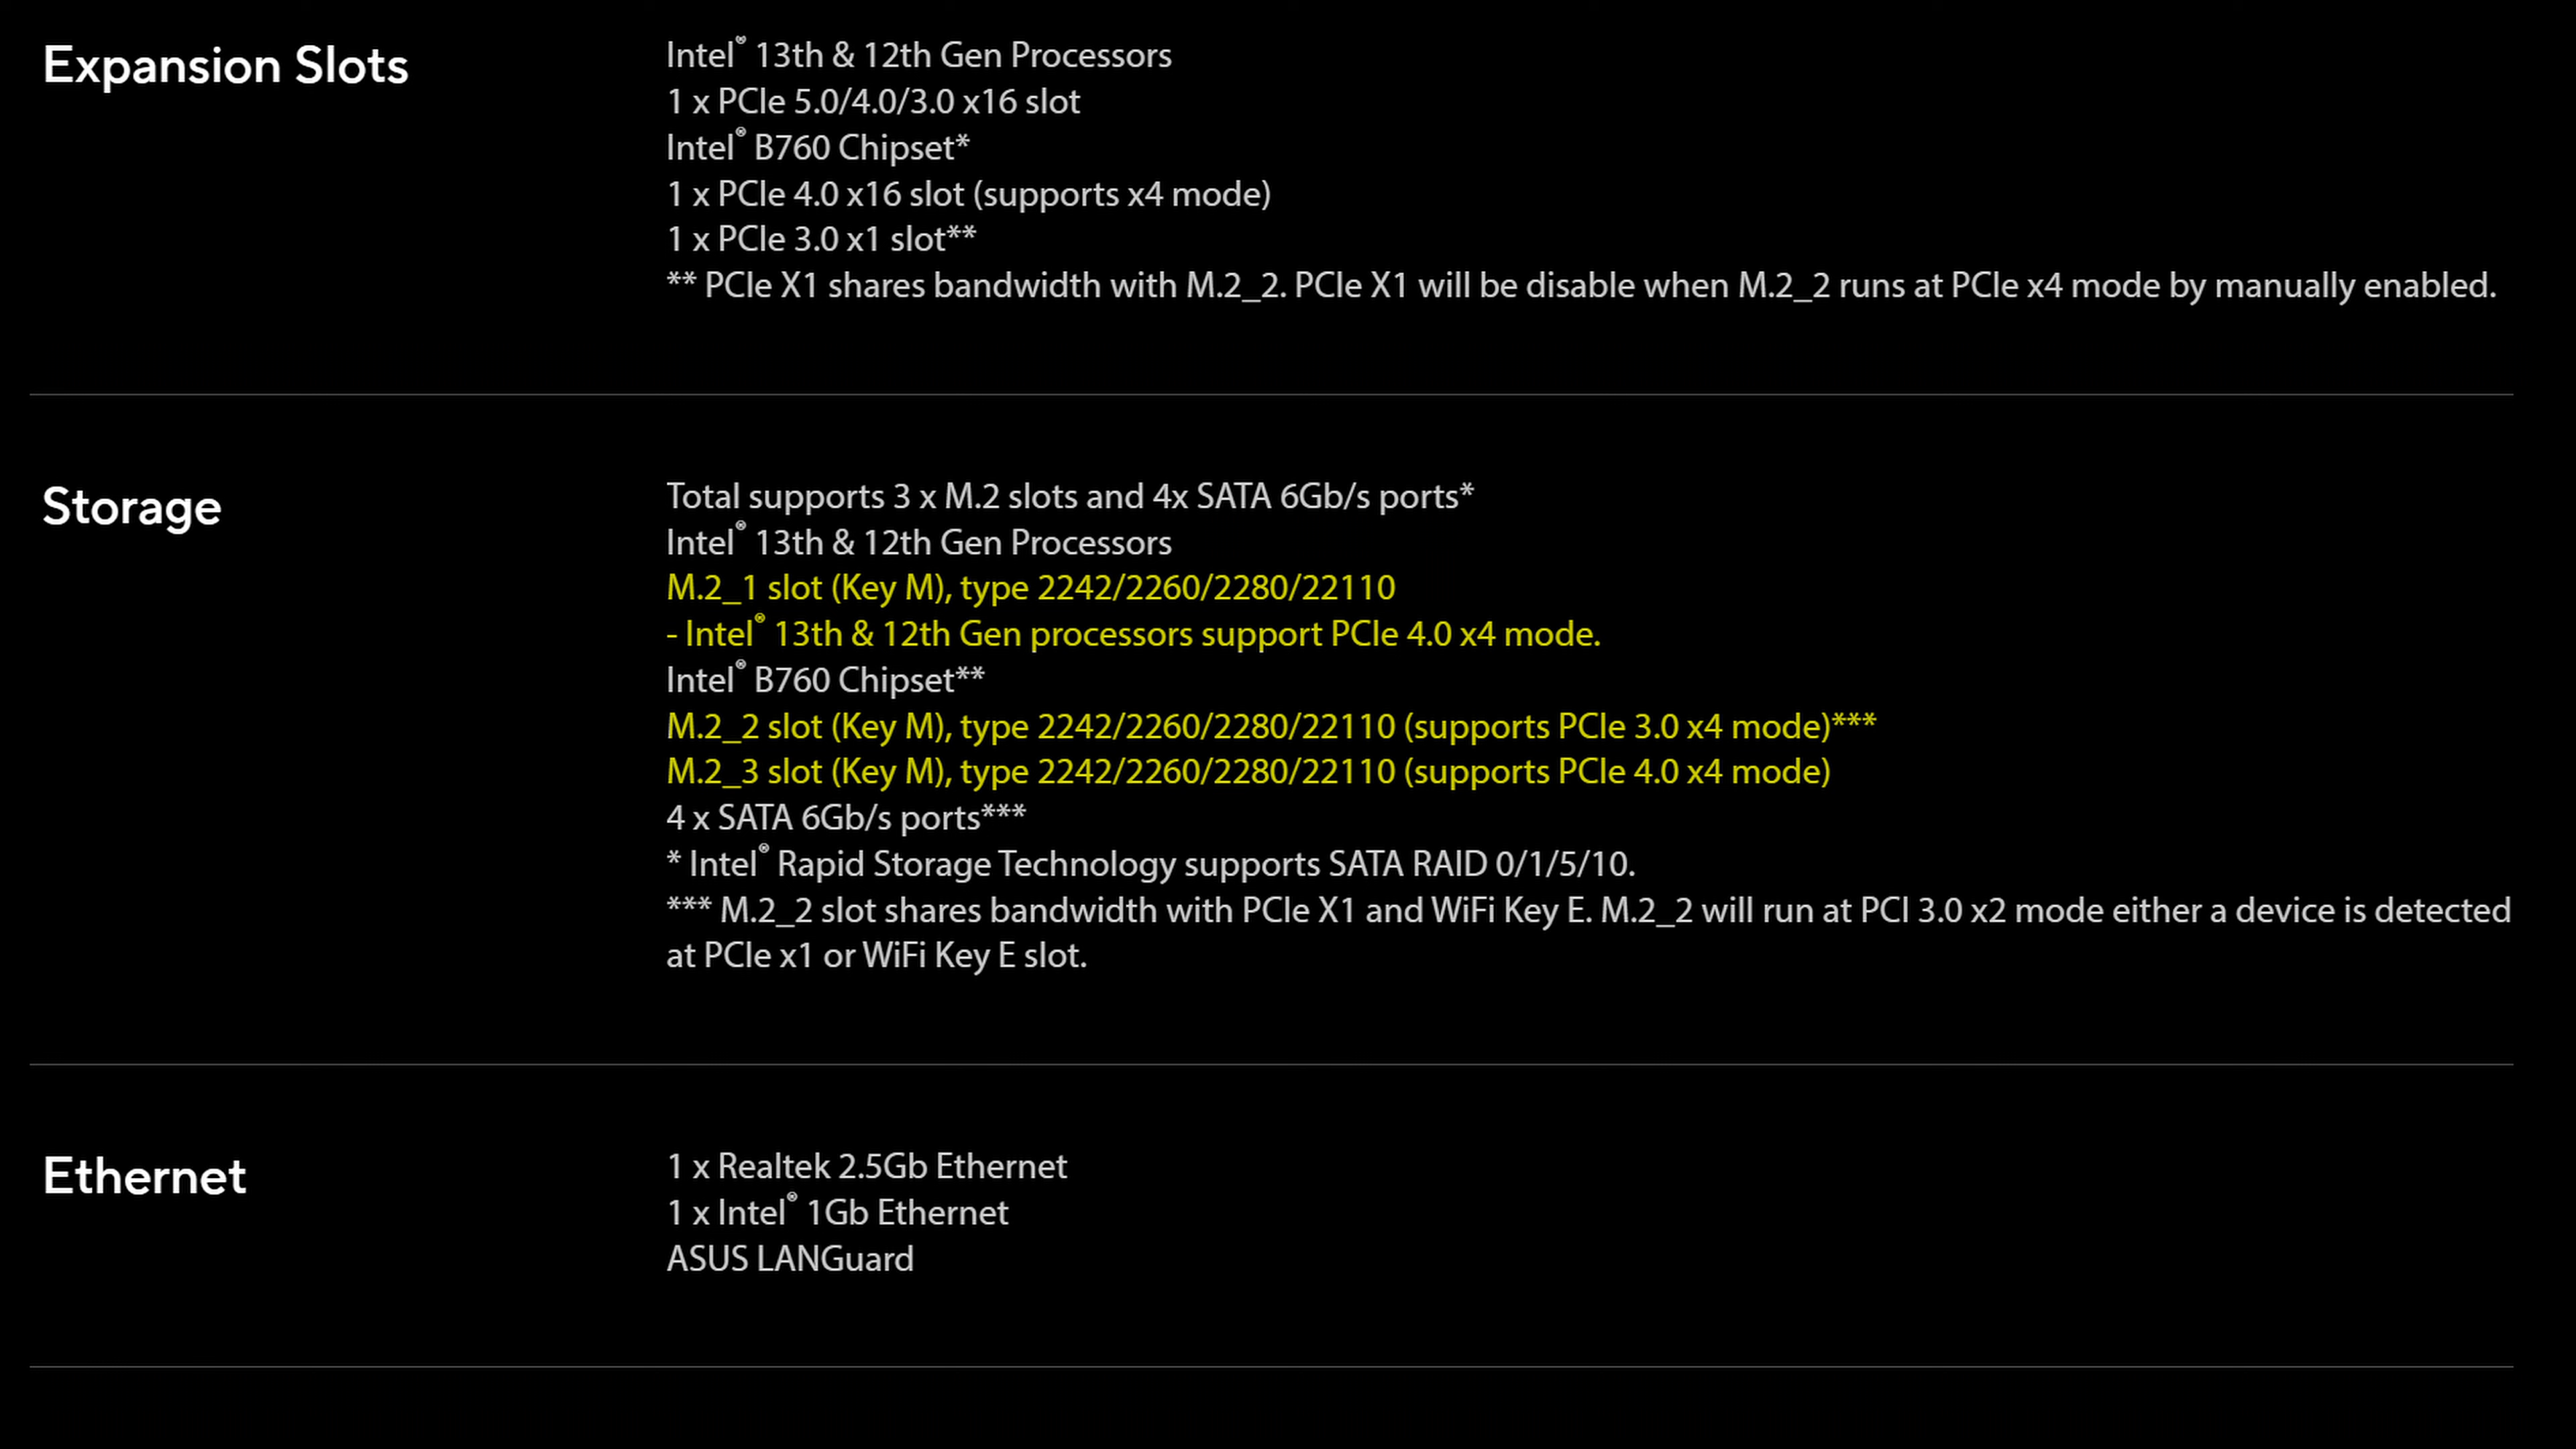 Expansion Slots
Intel® 13th & 12th Gen Processors
1 x PCIe 5.0/4.0/3.0 x16 slot
Intel® B760 Chipset*
1 x PCIe 4.0 x16 slot (supports x4 mode)
1 x PCIe 3.0 x1 slot**
** PCIe X1 shares bandwidth with M.2_2. PCIe X1 will be disable when M.2_2 runs at PCIe x4 mode by manually enabled.
Storage
Total supports 3 x M.2 slots and 4x SATA 6Gb/s ports*
Intel® 13th & 12th Gen Processors
M.2_1 slot (Key M), type 2242/2260/2280/22110
- Intel® 13th & 12th Gen processors support PCIe 4.0 x4 mode.
Intel® B760 Chipset**
M.2_2 slot (Key M), type 2242/2260/2280/22110 (supports PCIe 3.0 x4 mode)***
M.2_3 slot (Key M), type 2242/2260/2280/22110 (supports PCIe 4.0 x4 mode)
4 x SATA 6Gb/s ports***
* Intel® Rapid Storage Technology supports SATA RAID 0/1/5/10.
*** M.2_2 slot shares bandwidth with PCIe X1 and WiFi Key E. M.2_2 will run at PCI 3.0 x2 mode either a device is detected
at PCIe x1 or WiFi Key E slot.
Ethernet
1 x Realtek 2.5Gb Ethernet
1 x Intel® 1Gb Ethernet
ASUS LANGuard